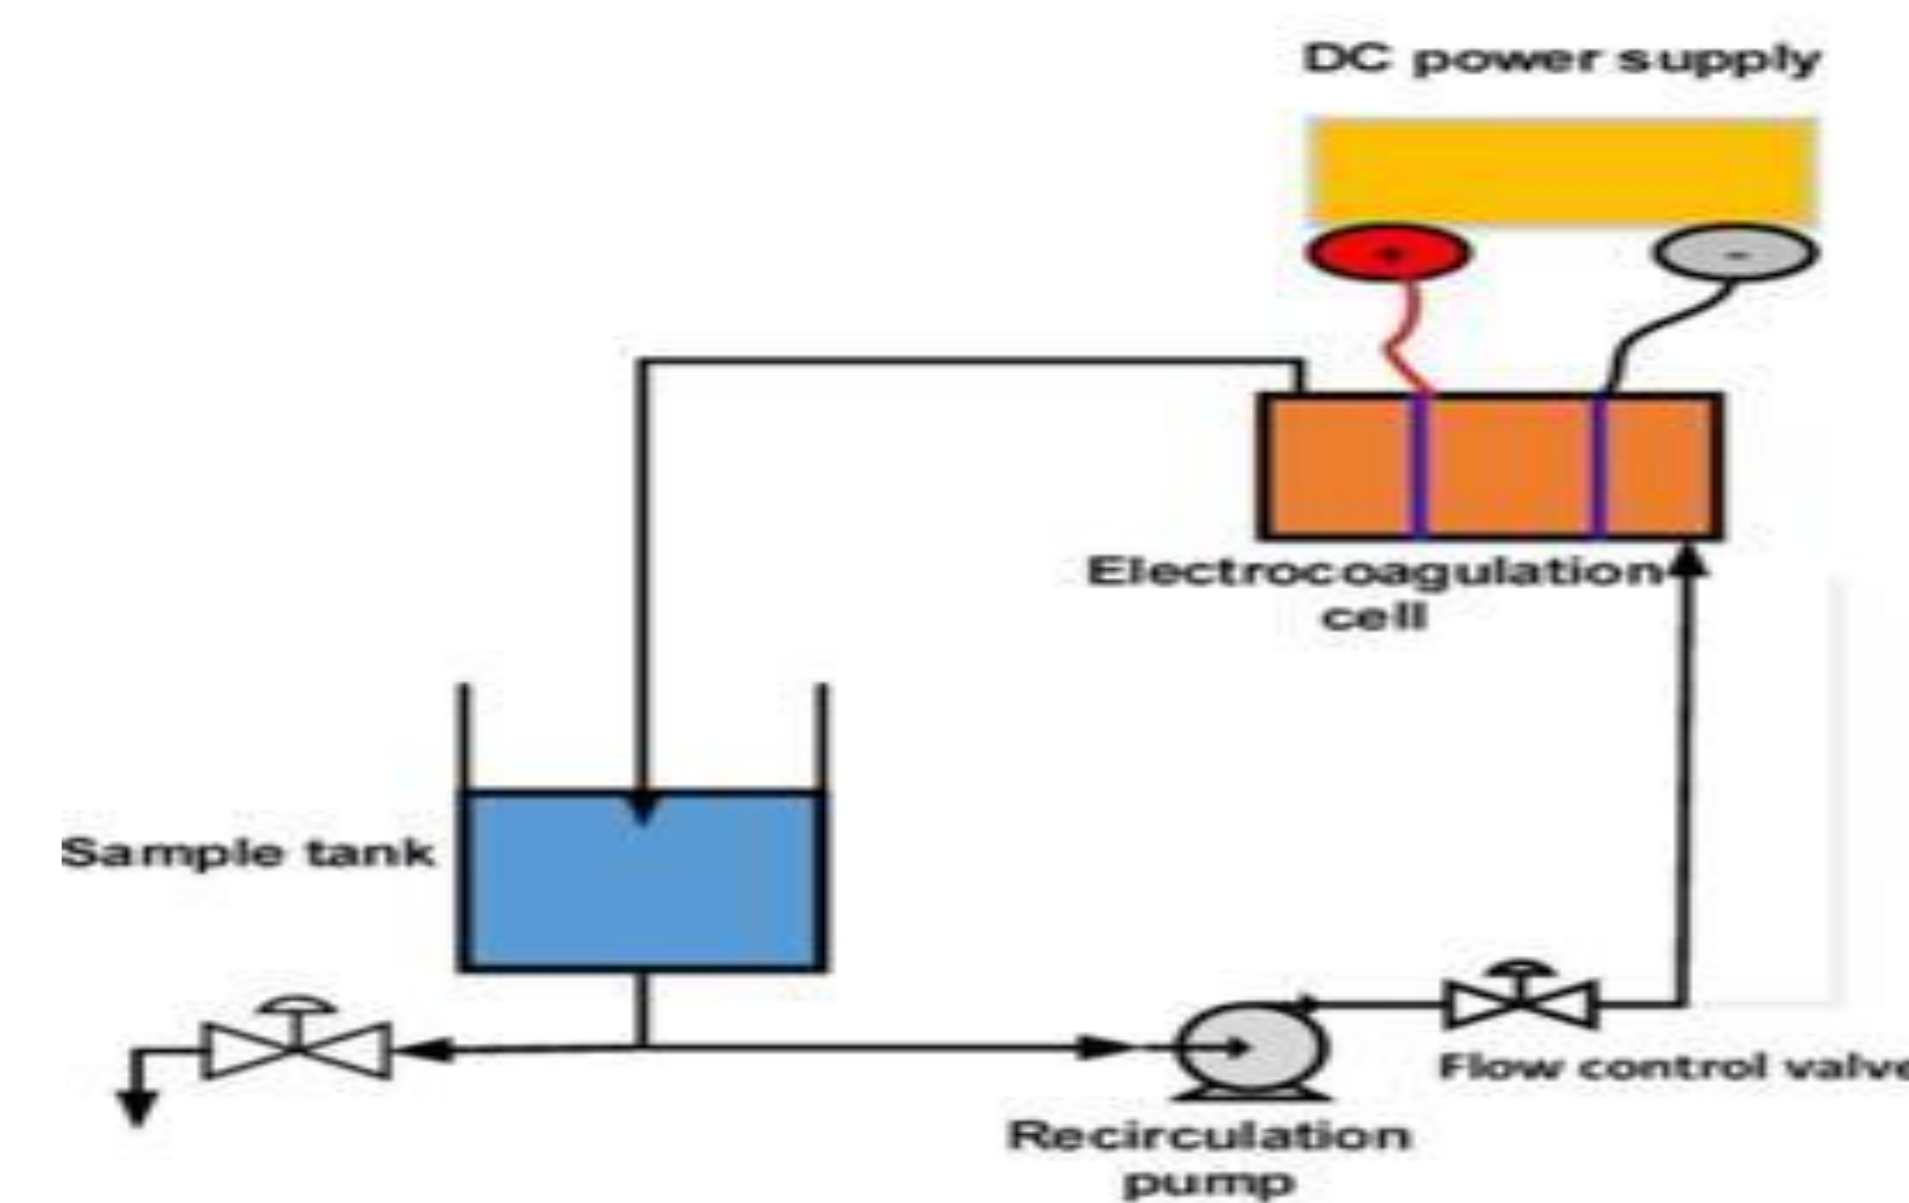 DC power supply
+
-
Electrocoagulation
cell
Sample tank
Flow control valve
Recirculation
pump